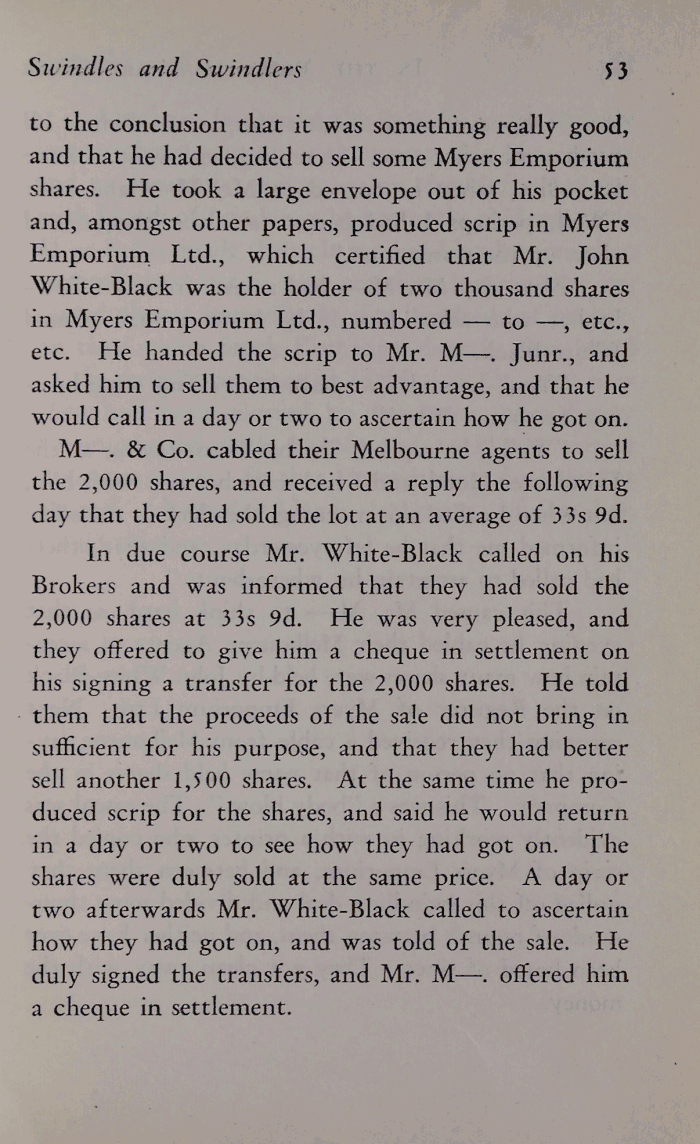 Swindles and Swindlers 53
to the conclusion that it was something really good,
and that he had decided to sell some Myers Emporium
shares. He took a large envelope out of his pocket
and, amongst other papers, produced scrip in Myers
Emporium Ltd., which certified that Mr. John
White-Black was the holder of two thousand shares
in Myers Emporium Ltd., numbered — to —, etc.,
etc. He handed the scrip to Mr. M—. Junr., and
asked him to sell them to best advantage, and that he
would call in a day or two to ascertain how he got on.
M—. & Co. cabled their Melbourne agents to sell
the 2,000 shares, and received a reply the following
day that they had sold the lot at an average of 33s 9d.
In due course Mr. White-Black called on his
Brokers and was informed that they had sold the
2,000 shares at 33s 9d. He was very pleased, and
they offered to give him a cheque in settlement on
his signing a transfer for the 2,000 shares. He told
them that the proceeds of the sale did not bring in
sufficient for his purpose, and that they had better
sell another 1,500 shares. At the same time he pro-
duced scrip for the shares, and said he would return
in a day or two to see how they had got on. The
shares were duly sold at the same price. A day or
two afterwards Mr. White-Black called to ascertain
how they had got on, and was told of the sale. He
duly signed the transfers, and Mr. M—. offered him
a cheque in settlement.